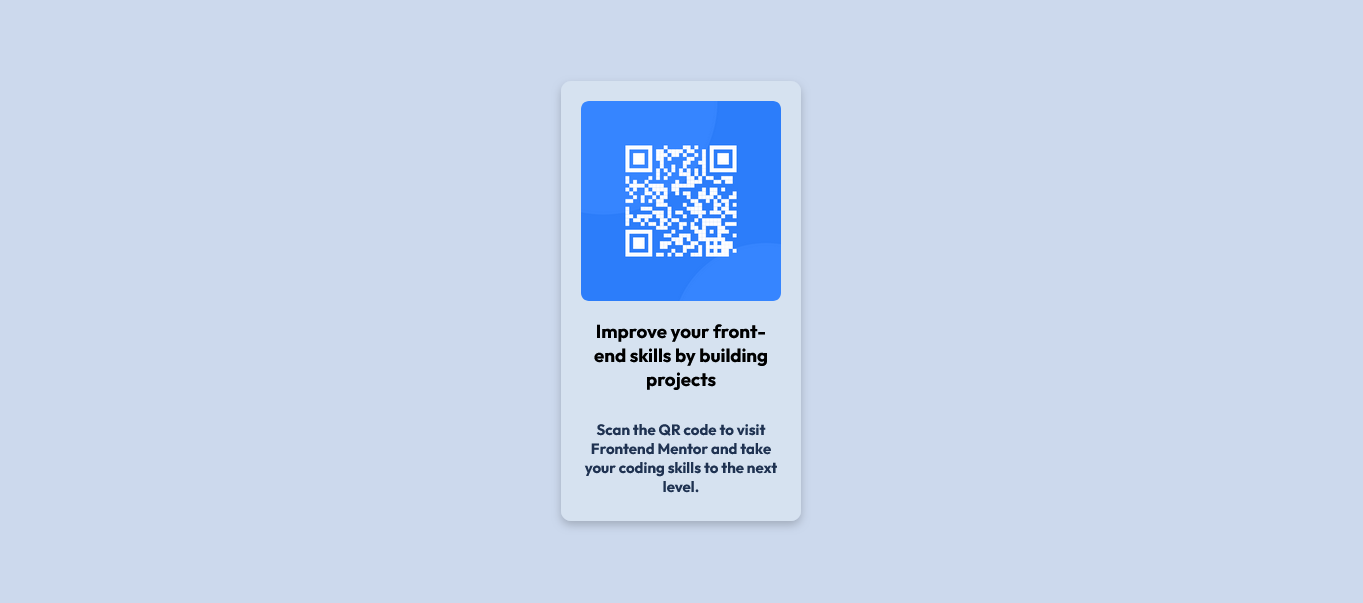 Improve your front-
end skills by building
projects
Scan the QR code to visit
Frontend Mentor and take
your coding skills to the next
level.